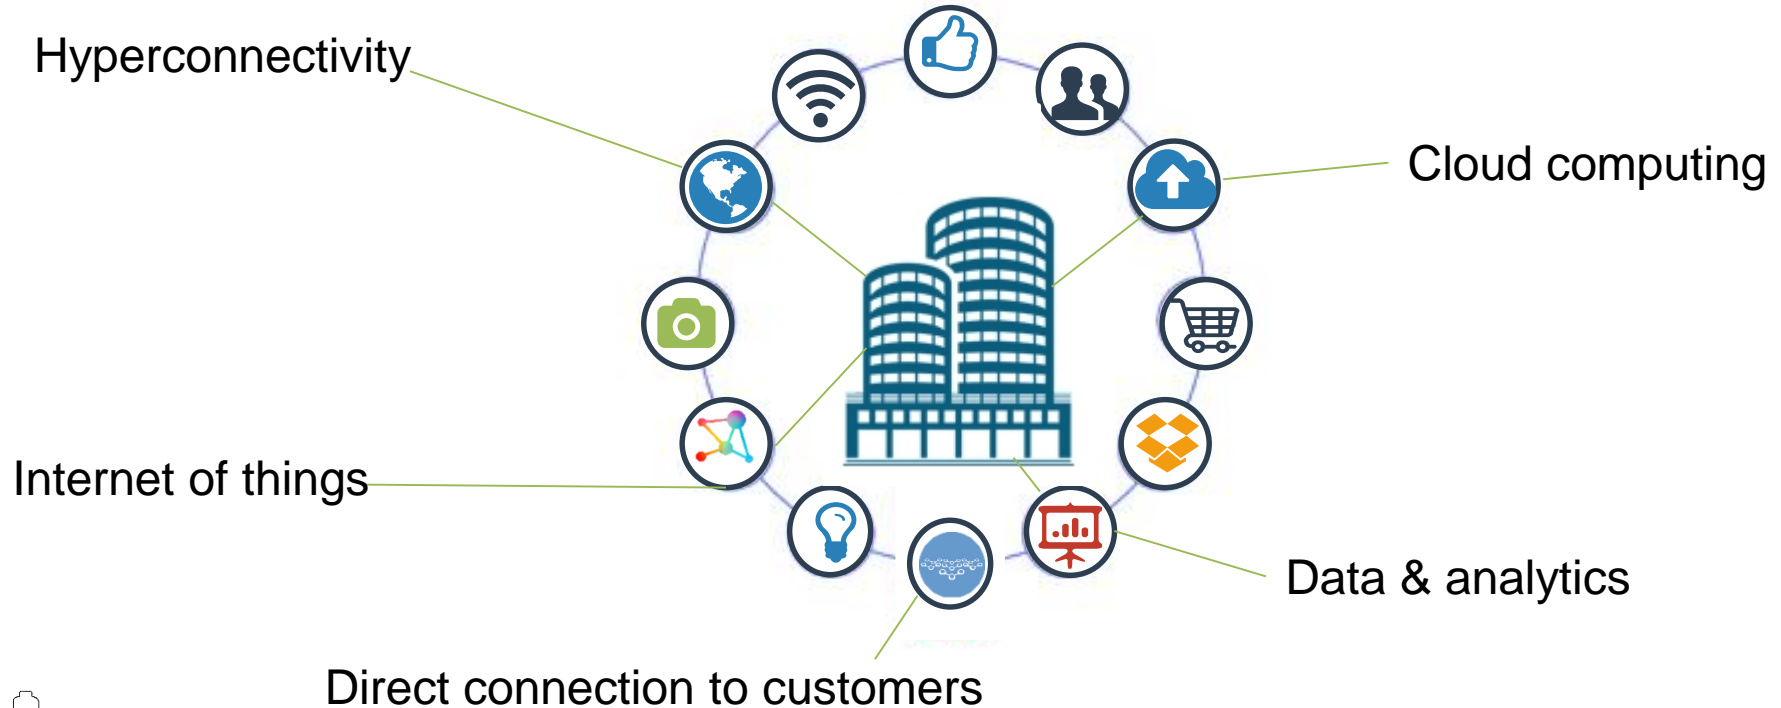 Hyperconnectivity
Cloud computing
Internet of things
Data & analytics
Direct connection to customers